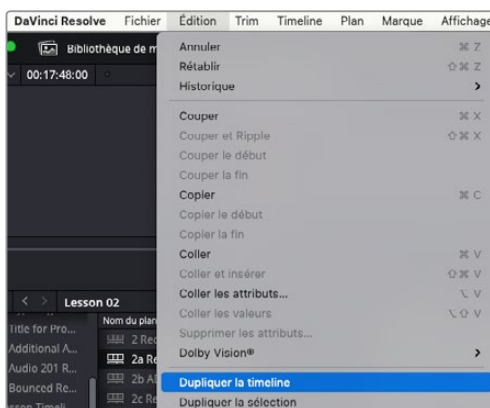 DaVinci Resolve Fichier Édition Trim Timeline Plan Marque Affichage
Bibliothèque de m
00:17:48:00
Annuler ⌘ Z
Rétablir ⇧⌘ Z
Historique >
Couper ⌘ X
Couper et Ripple ⇧⌘ X
Couper le début
Couper la fin
Copier ⌘ C
Copier le début
Copier la fin
Coller ⌘ V
Coller et insérer ⇧⌘ V
Coller les attributs... ⌥ V
Coller les valeurs ⌥⇧ V
Supprimer les attributs...
Dolby Vision® >
Dupliquer la timeline
Dupliquer la sélection
< > Lesson 02
Nom du plan
Title for Pro...
Additional A...
Audio 201 R...
Bounced Re...
sson Timeli
2 Rec
2a Re
2b AD
2c Re